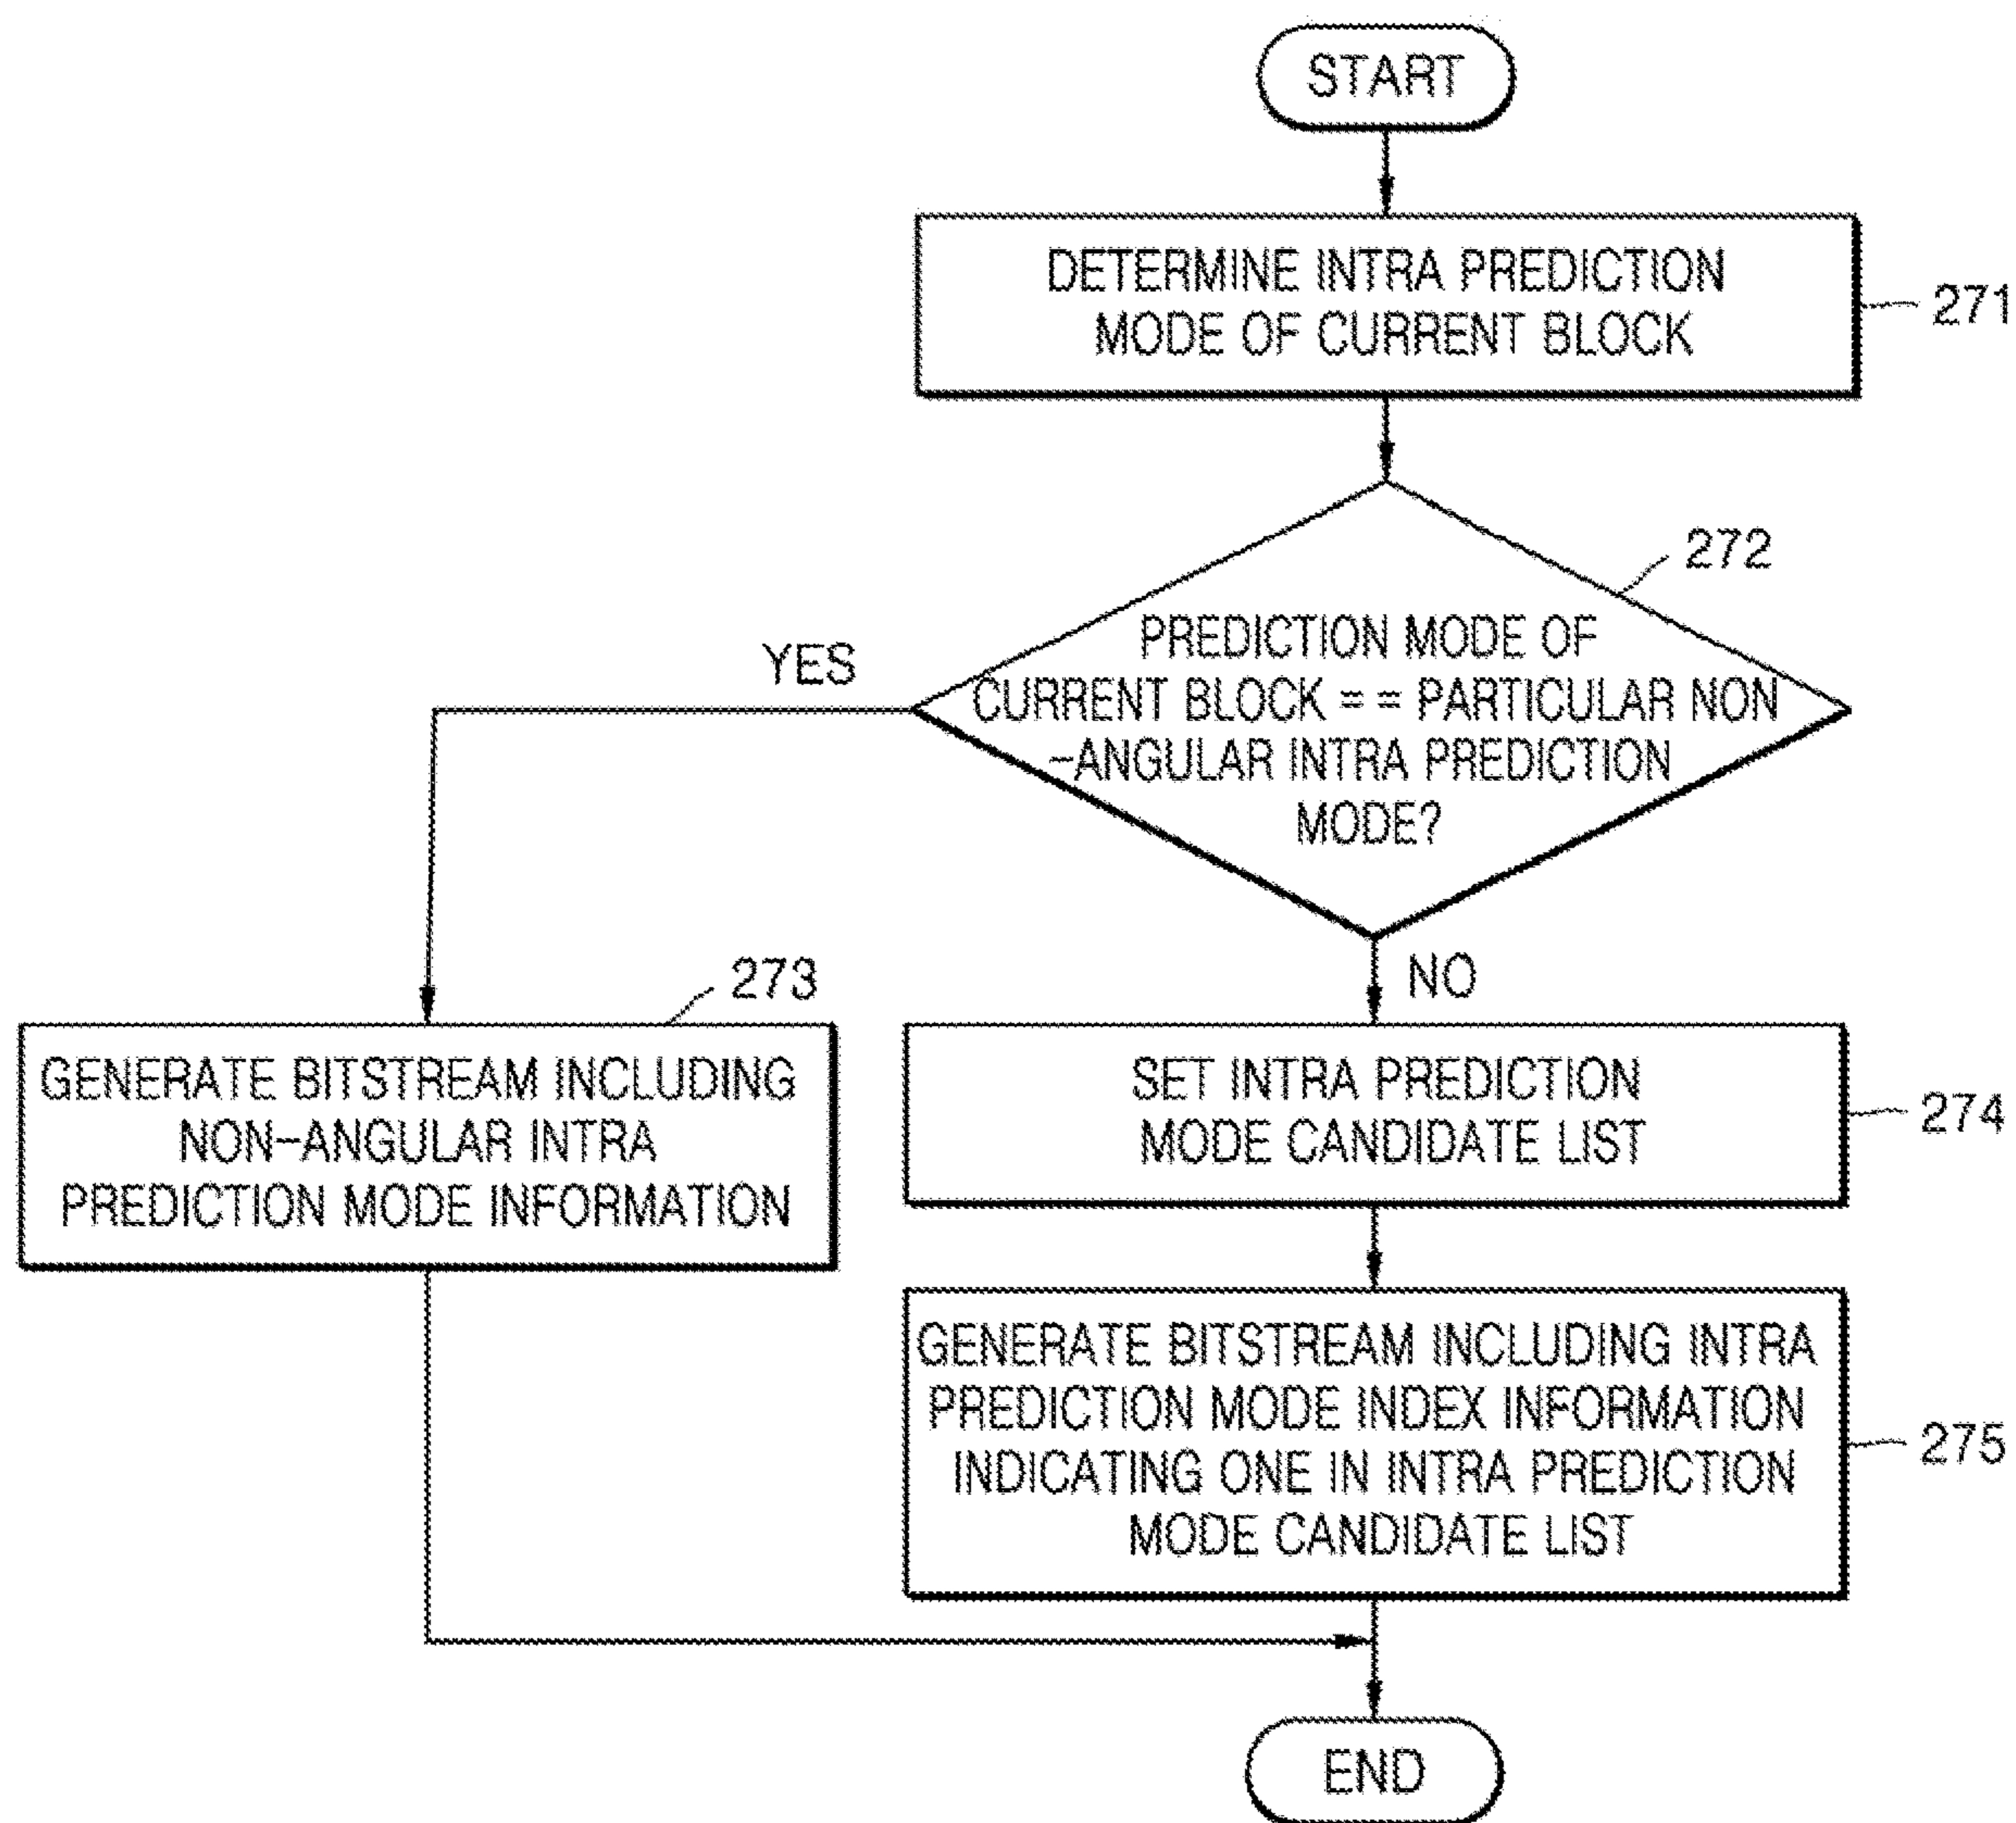 START
DETERMINE INTRA PREDICTION
MODE OF CURRENT BLOCK
271
272
PREDICTION MODE OF
CURRENT BLOCK = = PARTICULAR NON
-ANGULAR INTRA PREDICTION
MODE?
YES
NO
273
GENERATE BITSTREAM INCLUDING
NON-ANGULAR INTRA
PREDICTION MODE INFORMATION
SET INTRA PREDICTION
MODE CANDIDATE LIST
274
GENERATE BITSTREAM INCLUDING INTRA
PREDICTION MODE INDEX INFORMATION
INDICATING ONE IN INTRA PREDICTION
MODE CANDIDATE LIST
275
END